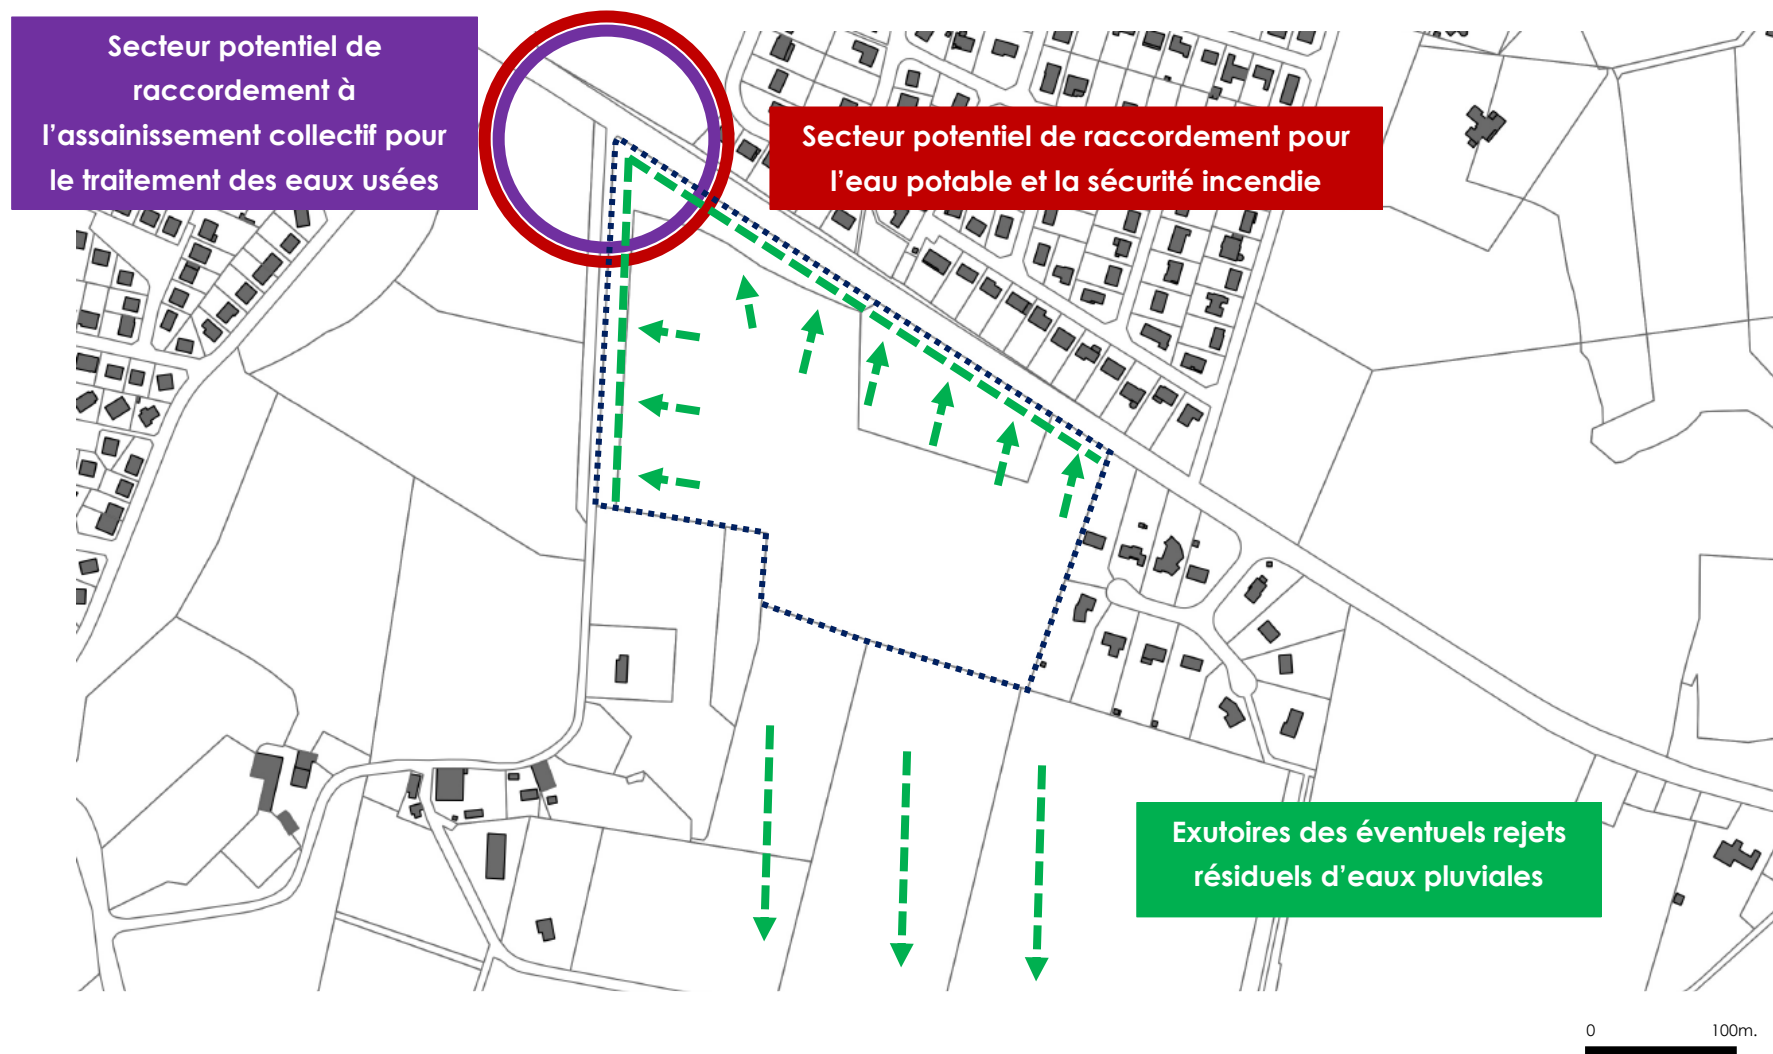 Secteur potentiel de
raccordement à
l’assainissement collectif pour
le traitement des eaux usées
Secteur potentiel de raccordement pour
l’eau potable et la sécurité incendie
Exutoires des éventuels rejets
résiduels d’eaux pluviales
0 100m.